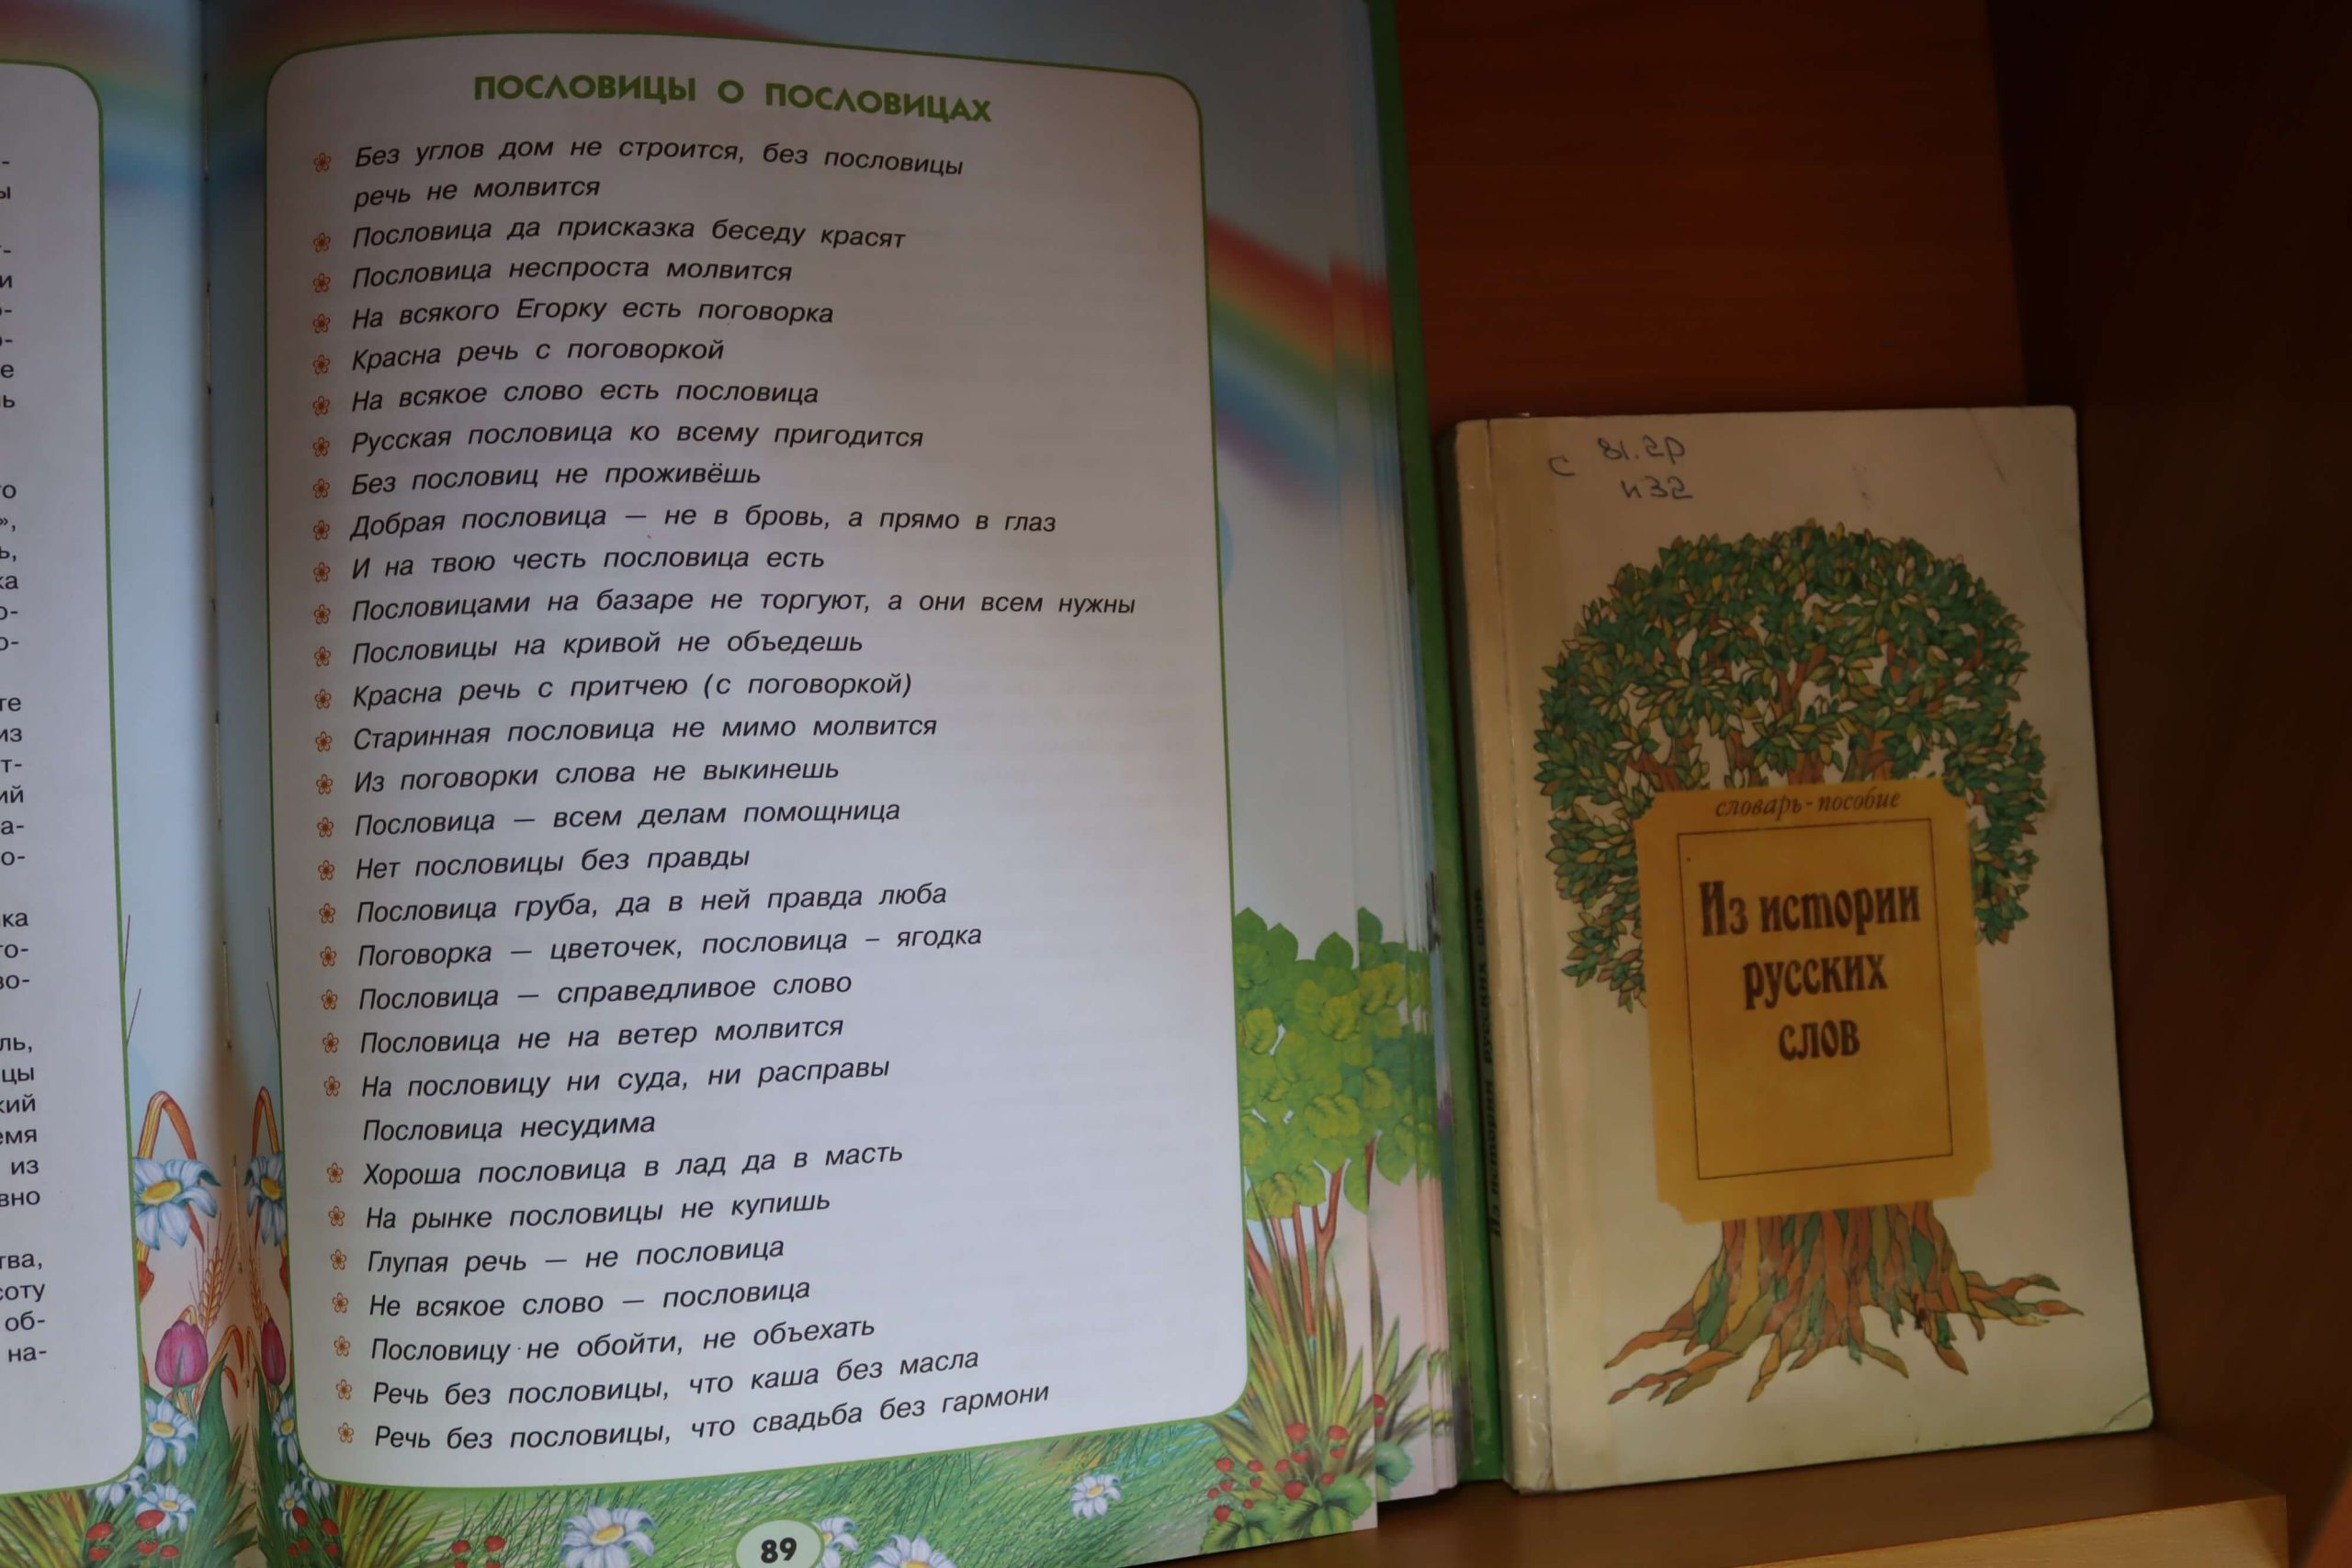 ПОСЛОВИЦЫ О ПОСЛОВИЦАХ
Без углов дом не строится, без пословицы
речь не молвится
Пословица да присказка беседу красят
Пословица неспроста молвится
На всякого Егорку есть поговорка
Красна речь с поговоркой
На всякое слово есть пословица
Русская пословица ко всему пригодится
Без пословиц не проживёшь
Добрая пословица — не в бровь, а прямо в глаз
И на твою честь пословица есть
Пословицами на базаре не торгуют, а они всем нужны
Пословицы на кривой не объедешь
Красна речь с притчею (с поговоркой)
Старинная пословица не мимо молвится
Из поговорки слова не выкинешь
Пословица — всем делам помощница
Нет пословицы без правды
Пословица груба, да в ней правда люба
Поговорка — цветочек, пословица – ягодка
Пословица — справедливое слово
Пословица не на ветер молвится
На пословицу ни суда, ни расправы
Пословица несудима
Хороша пословица в лад да в масть
На рынке пословицы не купишь
Глупая речь — не пословица
Не всякое слово — пословица
Пословицу не обойти, не объехать
Речь без пословицы, что каша без масла
Речь без пословицы, что свадьба без гармони
89
С 81.2р
и32
словарь-пособие
Из истории
русских
слов
Из истории русских слов